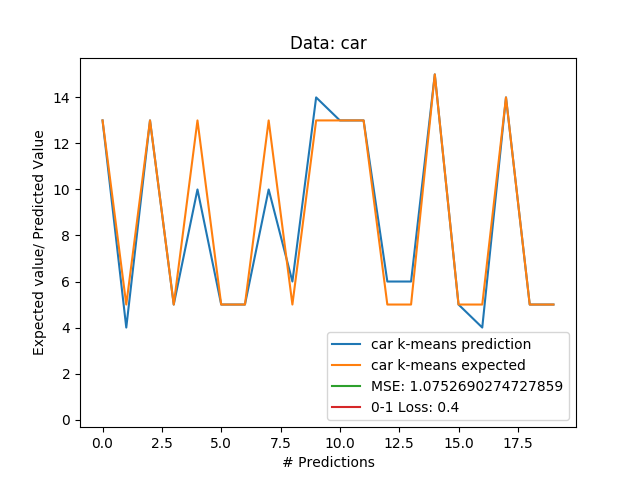 Data: car
Expected value/ Predicted Value
14
12
10
8
6
4
2
0
car k-means prediction
car k-means expected
MSE: 1.0752690274727859
0-1 Loss: 0.4
0.0 2.5 5.0 7.5 10.0 12.5 15.0 17.5
# Predictions